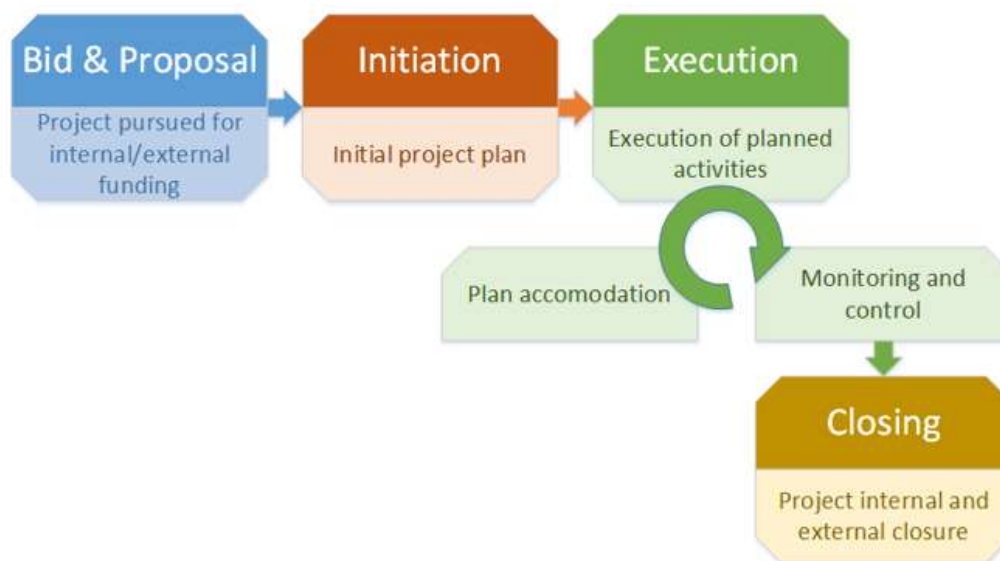 Bid & Proposal
Project pursued for
internal/external
funding
Initiation
Initial project plan
Execution
Execution of planned
activities
Plan accomodation
Monitoring and
control
Closing
Project internal and
external closure